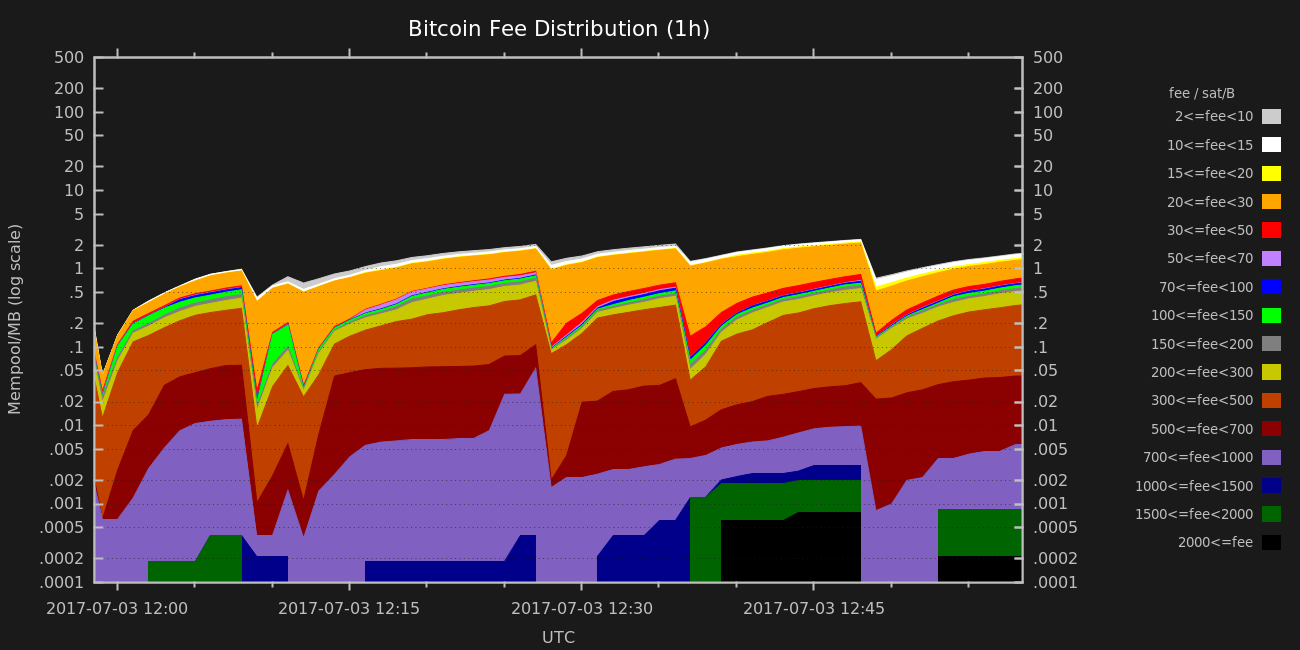 Bitcoin Fee Distribution (1h)
500
200
100
50
20
10
5
2
1
.5
.2
.1
.05
.02
.01
.005
.002
.001
.0005
.0002
.0001
Mempool/MB (log scale)
500
200
100
50
20
10
5
2
1
.5
.2
.1
.05
.02
.01
.005
.002
.001
.0005
.0002
.0001
2017-07-03 12:00
2017-07-03 12:15
2017-07-03 12:30
2017-07-03 12:45
UTC
fee / sat/B
2<=fee<10
10<=fee<15
15<=fee<20
20<=fee<30
30<=fee<50
50<=fee<70
70<=fee<100
100<=fee<150
150<=fee<200
200<=fee<300
300<=fee<500
500<=fee<700
700<=fee<1000
1000<=fee<1500
1500<=fee<2000
2000<=fee